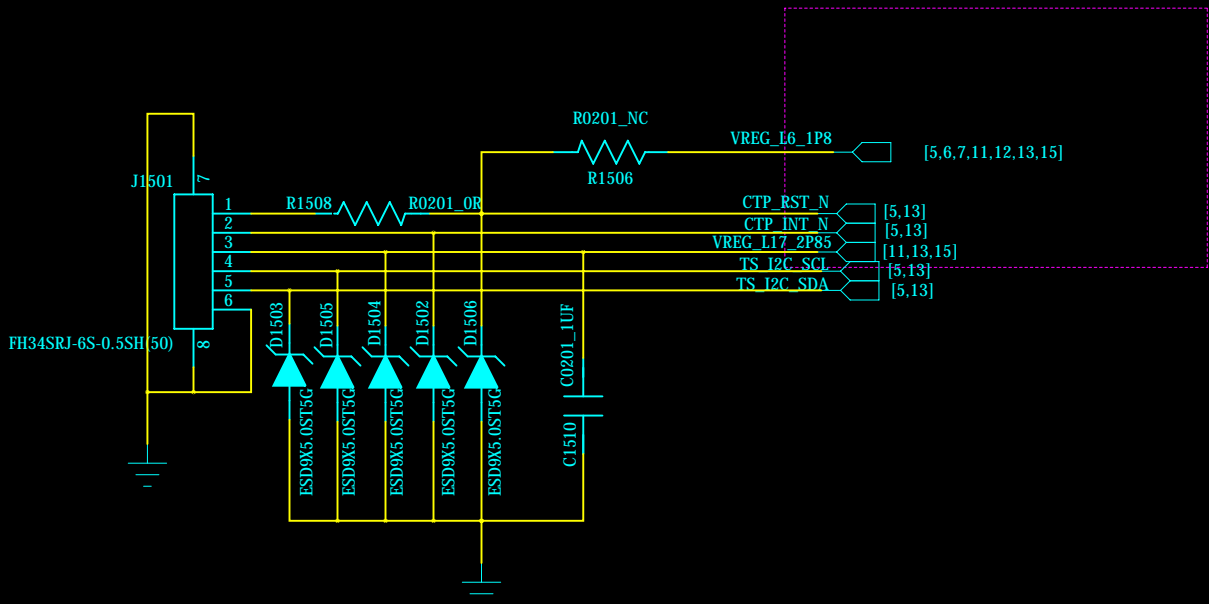 R0201_NC
VREG_L6_1P8
[5,6,7,11,12,13,15]
R1506
J1501
7
1
R1508
R0201_0R
CTP_RST_N
[5,13]
2
CTP_INT_N
[5,13]
3
VREG_L17_2P85
[11,13,15]
4
TS_I2C_SCL
[5,13]
5
TS_I2C_SDA
[5,13]
6
FH34SRJ-6S-0.5SH(50)
8
D1503
D1505
D1504
D1502
D1506
C0201_1UF
ESD9X5.0ST5G
ESD9X5.0ST5G
ESD9X5.0ST5G
ESD9X5.0ST5G
ESD9X5.0ST5G
C1510